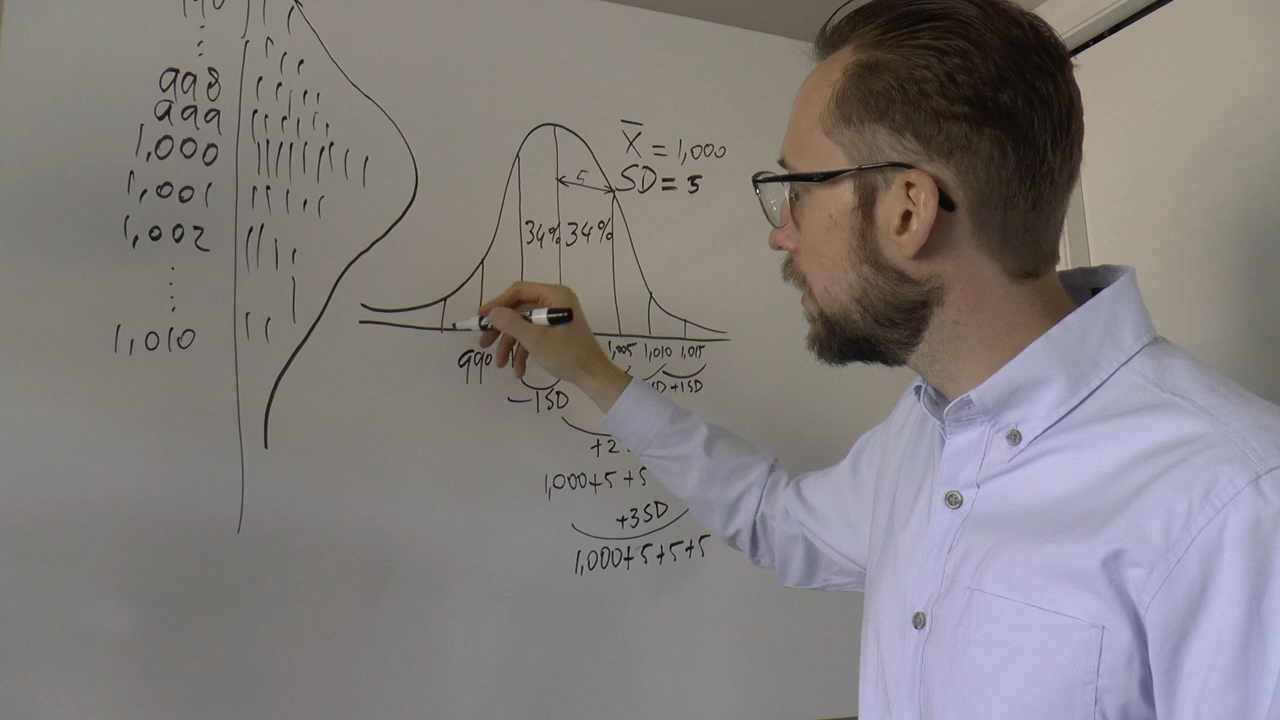 998
999
1,000
1,001
1,002
1,010
X̄ = 1,000
SD = 5
5
34% 34%
990 1,005 1,010 1,015
-1SD +1SD
+2
1,000+5+5
+3SD
1,000+5+5+5